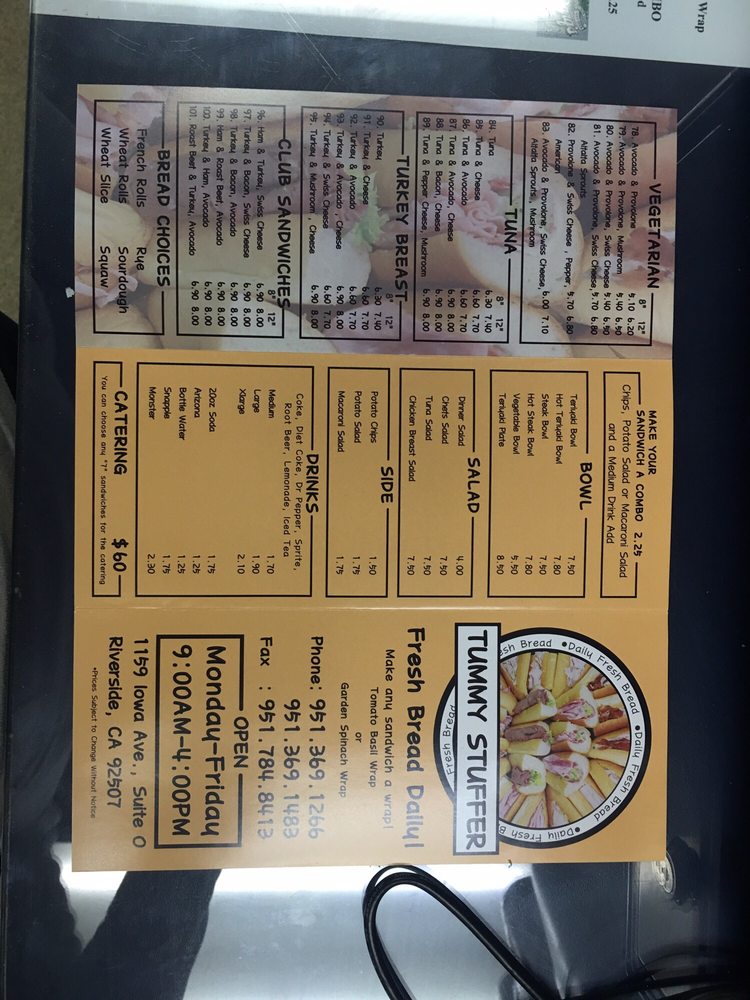 VEGETARIAN
8" 12"
78. Avocado & Provolone 5.10 6.20
79. Avocado & Provolone, Mushroom 5.40 6.50
80. Avocado & Provolone, Swiss Cheese 5.40 6.50
81. Avocado & Provolone, Swiss Cheese, 5.70 6.80
Alfalfa Sprouts
82. Provolone & Swiss Cheese , Pepper, 5.70 6.80
American
83. Avocado & Provolone, Swiss Cheese, 6.00 7.10
Alfalfa Sprouts, Mushroom
TUNA
8" 12"
84. Tuna 6.30 7.40
85. Tuna & Cheese 6.60 7.70
86. Tuna & Avocado 6.60 7.70
87. Tuna & Avocado, Cheese 6.90 8.00
88. Tuna & Bacon, Cheese 6.90 8.00
89. Tuna & Pepper Cheese, Mushroom 6.90 8.00
TURKEY BREAST
8" 12"
90. Turkey 6.30 7.40
91. Turkey & Cheese 6.60 7.70
92. Turkey & Avocado 6.60 7.70
93. Turkey & Avocado , Cheese 6.90 8.00
94. Turkey & Swiss Cheese 6.60 7.70
95. Turkey & Mushroom , Cheese 6.90 8.00
CLUB SANDWICHES
8" 12"
96. Ham & Turkey, Swiss Cheese 6.90 8.00
97. Turkey & Bacon, Swiss Cheese 6.90 8.00
98. Turkey & Bacon, Avocado 6.90 8.00
99. Ham & Roast Beef, Avocado 6.90 8.00
100. Turkey & Ham, Avocado 6.90 8.00
101. Roast Beef & Turkey, Avocado 6.90 8.00
BREAD CHOICES
French Rolls Rye
Wheat Rolls Sourdough
Wheat Slice Squaw
MAKE YOUR
SANDWICH A COMBO 2.25
Chips, Potato Salad or Macaroni Salad
and a Medium Drink Add
BOWL
Teriyaki Bowl 7.50
Hot Teriyaki Bowl 7.80
Steak Bowl 7.50
Hot Steak Bowl 7.80
Vegetable Bowl 5.50
Teriyaki Plate 8.50
SALAD
Dinner Salad 4.00
Chefs Salad 7.50
Tuna Salad 7.50
Chicken Breast Salad 7.50
SIDE
Potato Chips 1.50
Potato Salad 1.75
Macaroni Salad 1.75
DRINKS
Coke, Diet Coke, Dr Pepper, Sprite,
Root Beer, Lemonade, Iced Tea
Medium 1.70
Large 1.90
Xlarge 2.10
20oz Soda 1.75
Arizona 1.25
Bottle Water 1.25
Snapple 1.75
Monster 2.30
CATERING $60
You can choose any "7" sandwiches for the catering
Daily Fresh Bread •Daily Fresh Bread •Daily Fresh B
sh Bread
Fresh Bread
TUMMY STUFFER
Fresh Bread Daily!
Make any sandwich a wrap!
Tomato Basil Wrap
or
Garden Spinach Wrap
Phone: 951.369.1266
951.369.1483
Fax : 951.784.8413
OPEN
Monday-Friday
9:00AM-4:00PM
1159 Iowa Ave., Suite O
Riverside, CA 92507
*Prices Subject to Change Without Notice
Wrap
BO
d
.25